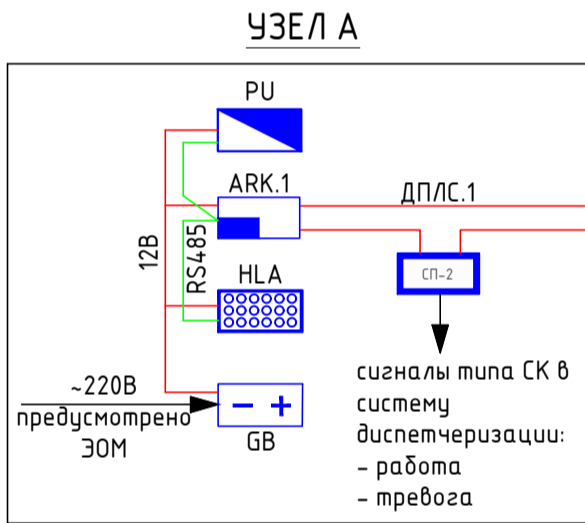 УЗЕЛ А
PU
ARK.1
ДПЛС.1
12В
RS485
HLA
СП-2
~220В
предусмотрено
ЭОМ
GB
сигналы типа СК в
систему
диспетчеризации:
- работа
- тревога